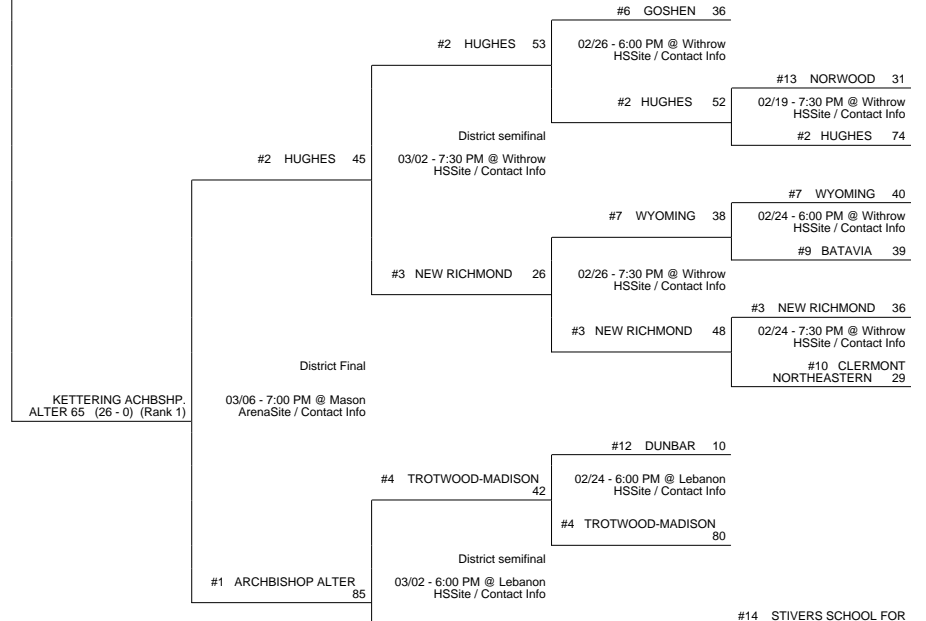 #6 GOSHEN 36
#2 HUGHES 53
02/26 - 6:00 PM @ Withrow
HSSite / Contact Info
#13 NORWOOD 31
#2 HUGHES 52
02/19 - 7:30 PM @ Withrow
HSSite / Contact Info
#2 HUGHES 74
District semifinal
#2 HUGHES 45
03/02 - 7:30 PM @ Withrow
HSSite / Contact Info
#7 WYOMING 40
#7 WYOMING 38
02/24 - 6:00 PM @ Withrow
HSSite / Contact Info
#9 BATAVIA 39
#3 NEW RICHMOND 26
02/26 - 7:30 PM @ Withrow
HSSite / Contact Info
#3 NEW RICHMOND 36
#3 NEW RICHMOND 48
02/24 - 7:30 PM @ Withrow
HSSite / Contact Info
#10 CLERMONT
NORTHEASTERN 29
District Final
KETTERING ACHBSHP.
ALTER 65 (26 - 0) (Rank 1)
03/06 - 7:00 PM @ Mason
ArenaSite / Contact Info
#12 DUNBAR 10
#4 TROTWOOD-MADISON
42
02/24 - 6:00 PM @ Lebanon
HSSite / Contact Info
#4 TROTWOOD-MADISON
80
District semifinal
#1 ARCHBISHOP ALTER
85
03/02 - 6:00 PM @ Lebanon
HSSite / Contact Info
#14 STIVERS SCHOOL FOR